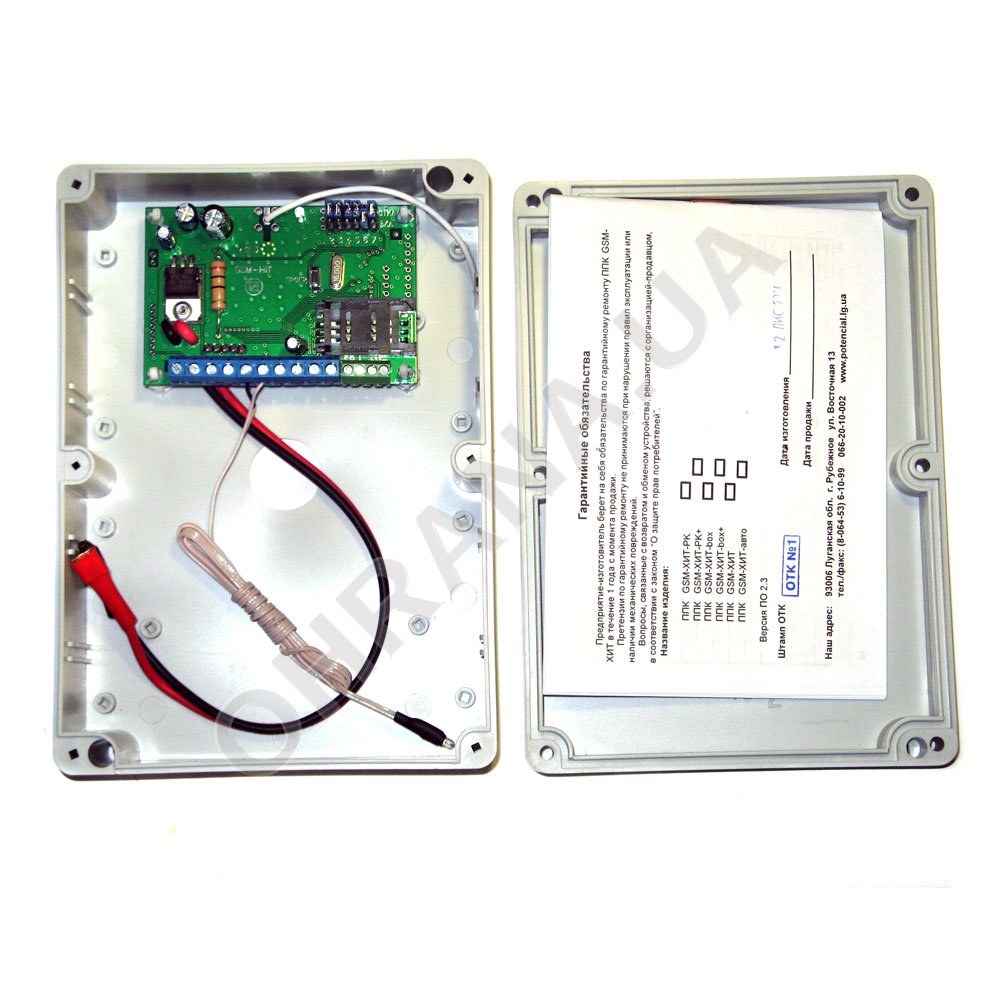 GSM-HIT
Гарантийные обязательства
Предприятие-изготовитель берет на себя обязательства по гарантийному ремонту ППК GSM-
ХИТ в течение 1 года с момента продажи.
Претензии по гарантийному ремонту не принимаются при нарушении правил эксплуатации или
наличии механических повреждений.
Вопросы, связанные с возвратом и обменом устройства, решаются с организацией-продавцом,
в соответствии с законом "О защите прав потребителей".
Название изделия:
ППК GSM-ХИТ-РК
ППК GSM-ХИТ-РК+
ППК GSM-ХИТ-box
ППК GSM-ХИТ-box+
ППК GSM-ХИТ
ППК GSM-ХИТ-авто
Версия ПО 2.3
Штамп ОТК ОТК №1
Дата изготовления
Дата продажи
Наш адрес: 93006 Луганская обл. г. Рубежное ул. Восточная 13
тел./факс: (8-064-53) 6-10-99 066-20-10-002 www.potencial.lg.ua
OHRANA.UA